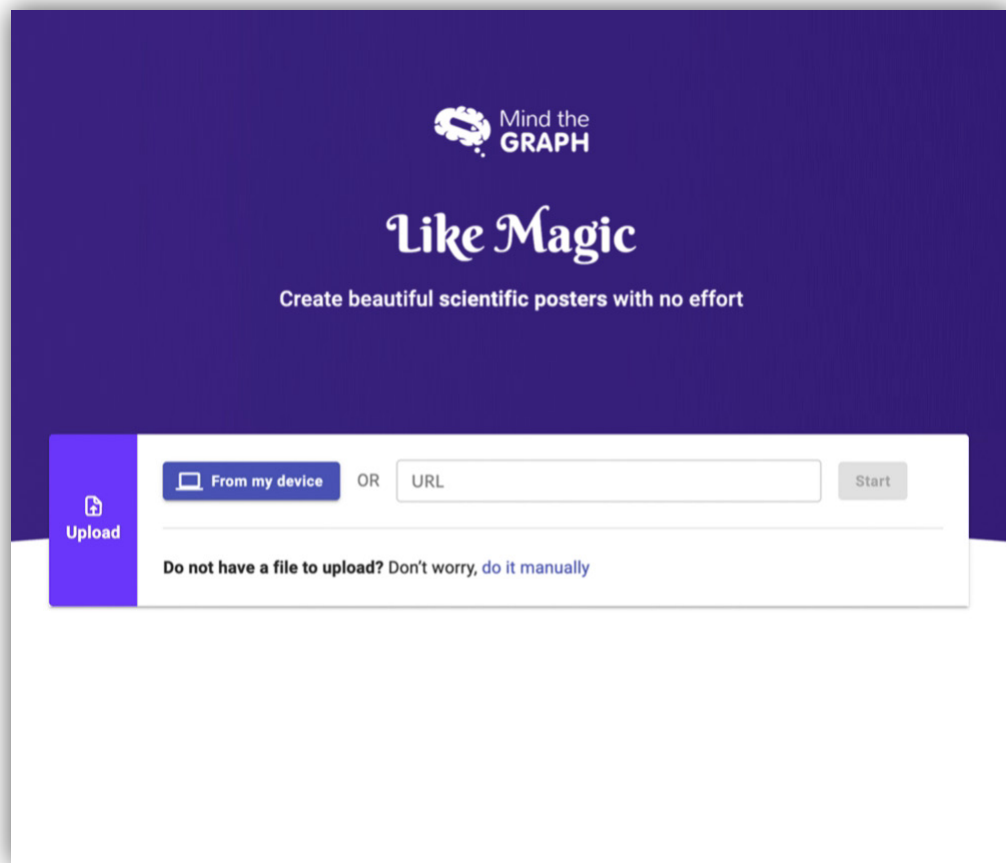 Mind the
GRAPH
Like Magic
Create beautiful scientific posters with no effort
Upload
From my device OR URL Start
Do not have a file to upload? Don't worry, do it manually